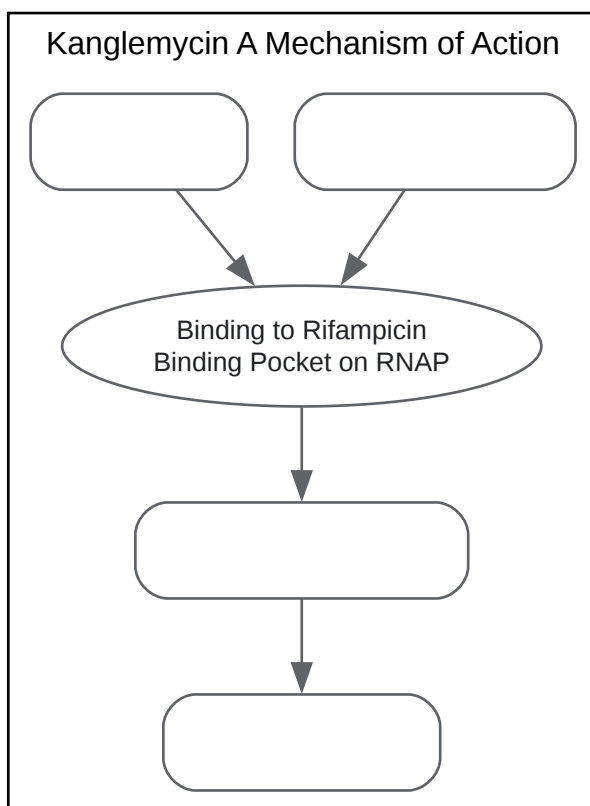 Kanglemycin A Mechanism of Action
Binding to Rifampicin
Binding Pocket on RNAP